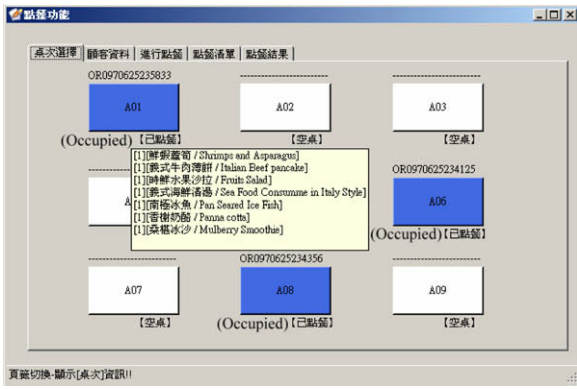 點餐功能
桌次選擇 顧客資料 進行點餐 點餐清單 點餐結果
OR0970625235833 ---------------------- ----------------------
A01 A02 A03
(Occupied)【已點餐】 【空桌】 【空桌】
[1][鮮蝦蘆筍 / Shrimps and Asparagus]
[1][義式牛肉薄餅 / Italian Beef pancake]
[1][時鮮水果沙拉 / Fruits Salad]
[1][義式海鮮清湯 / Sea Food Consumme in Italy Style]
[1][南極冰魚 / Pan Seared Ice Fish]
[1][香榭奶酪 / Panna cotta]
[1][桑椹冰沙 / Mulberry Smoothie]
OR0970625234125
A06
(Occupied)【已點餐】
---------------------- OR0970625234356 ----------------------
A07 A08 A09
【空桌】 (Occupied)【已點餐】 【空桌】
頁籤切換-顯示[桌次]資訊!!